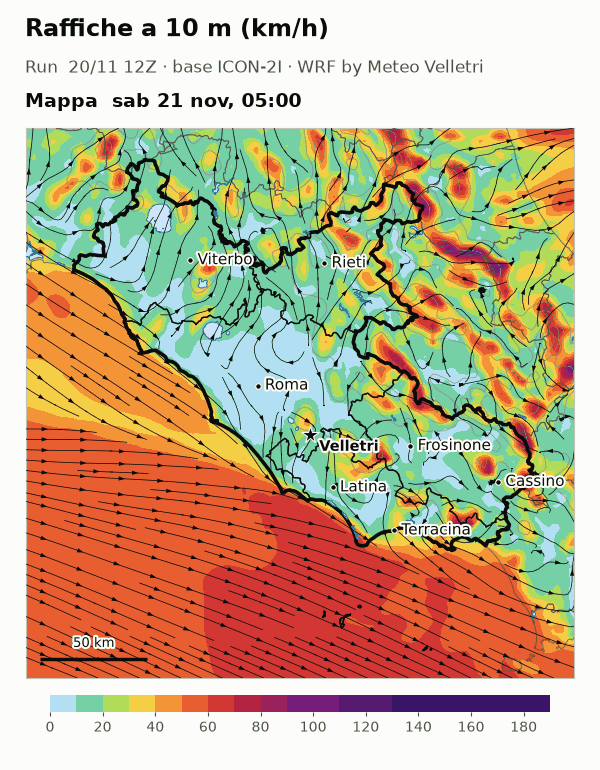 Raffiche a 10 m (km/h)
Run  20/11 12Z · base ICON-2I · WRF by Meteo Velletri
Mappa  sab 21 nov, 05:00
Viterbo
Rieti
Roma
Velletri
Frosinone
Cassino
Latina
Terracina
50 km
0 20 40 60 80 100 120 140 160 180